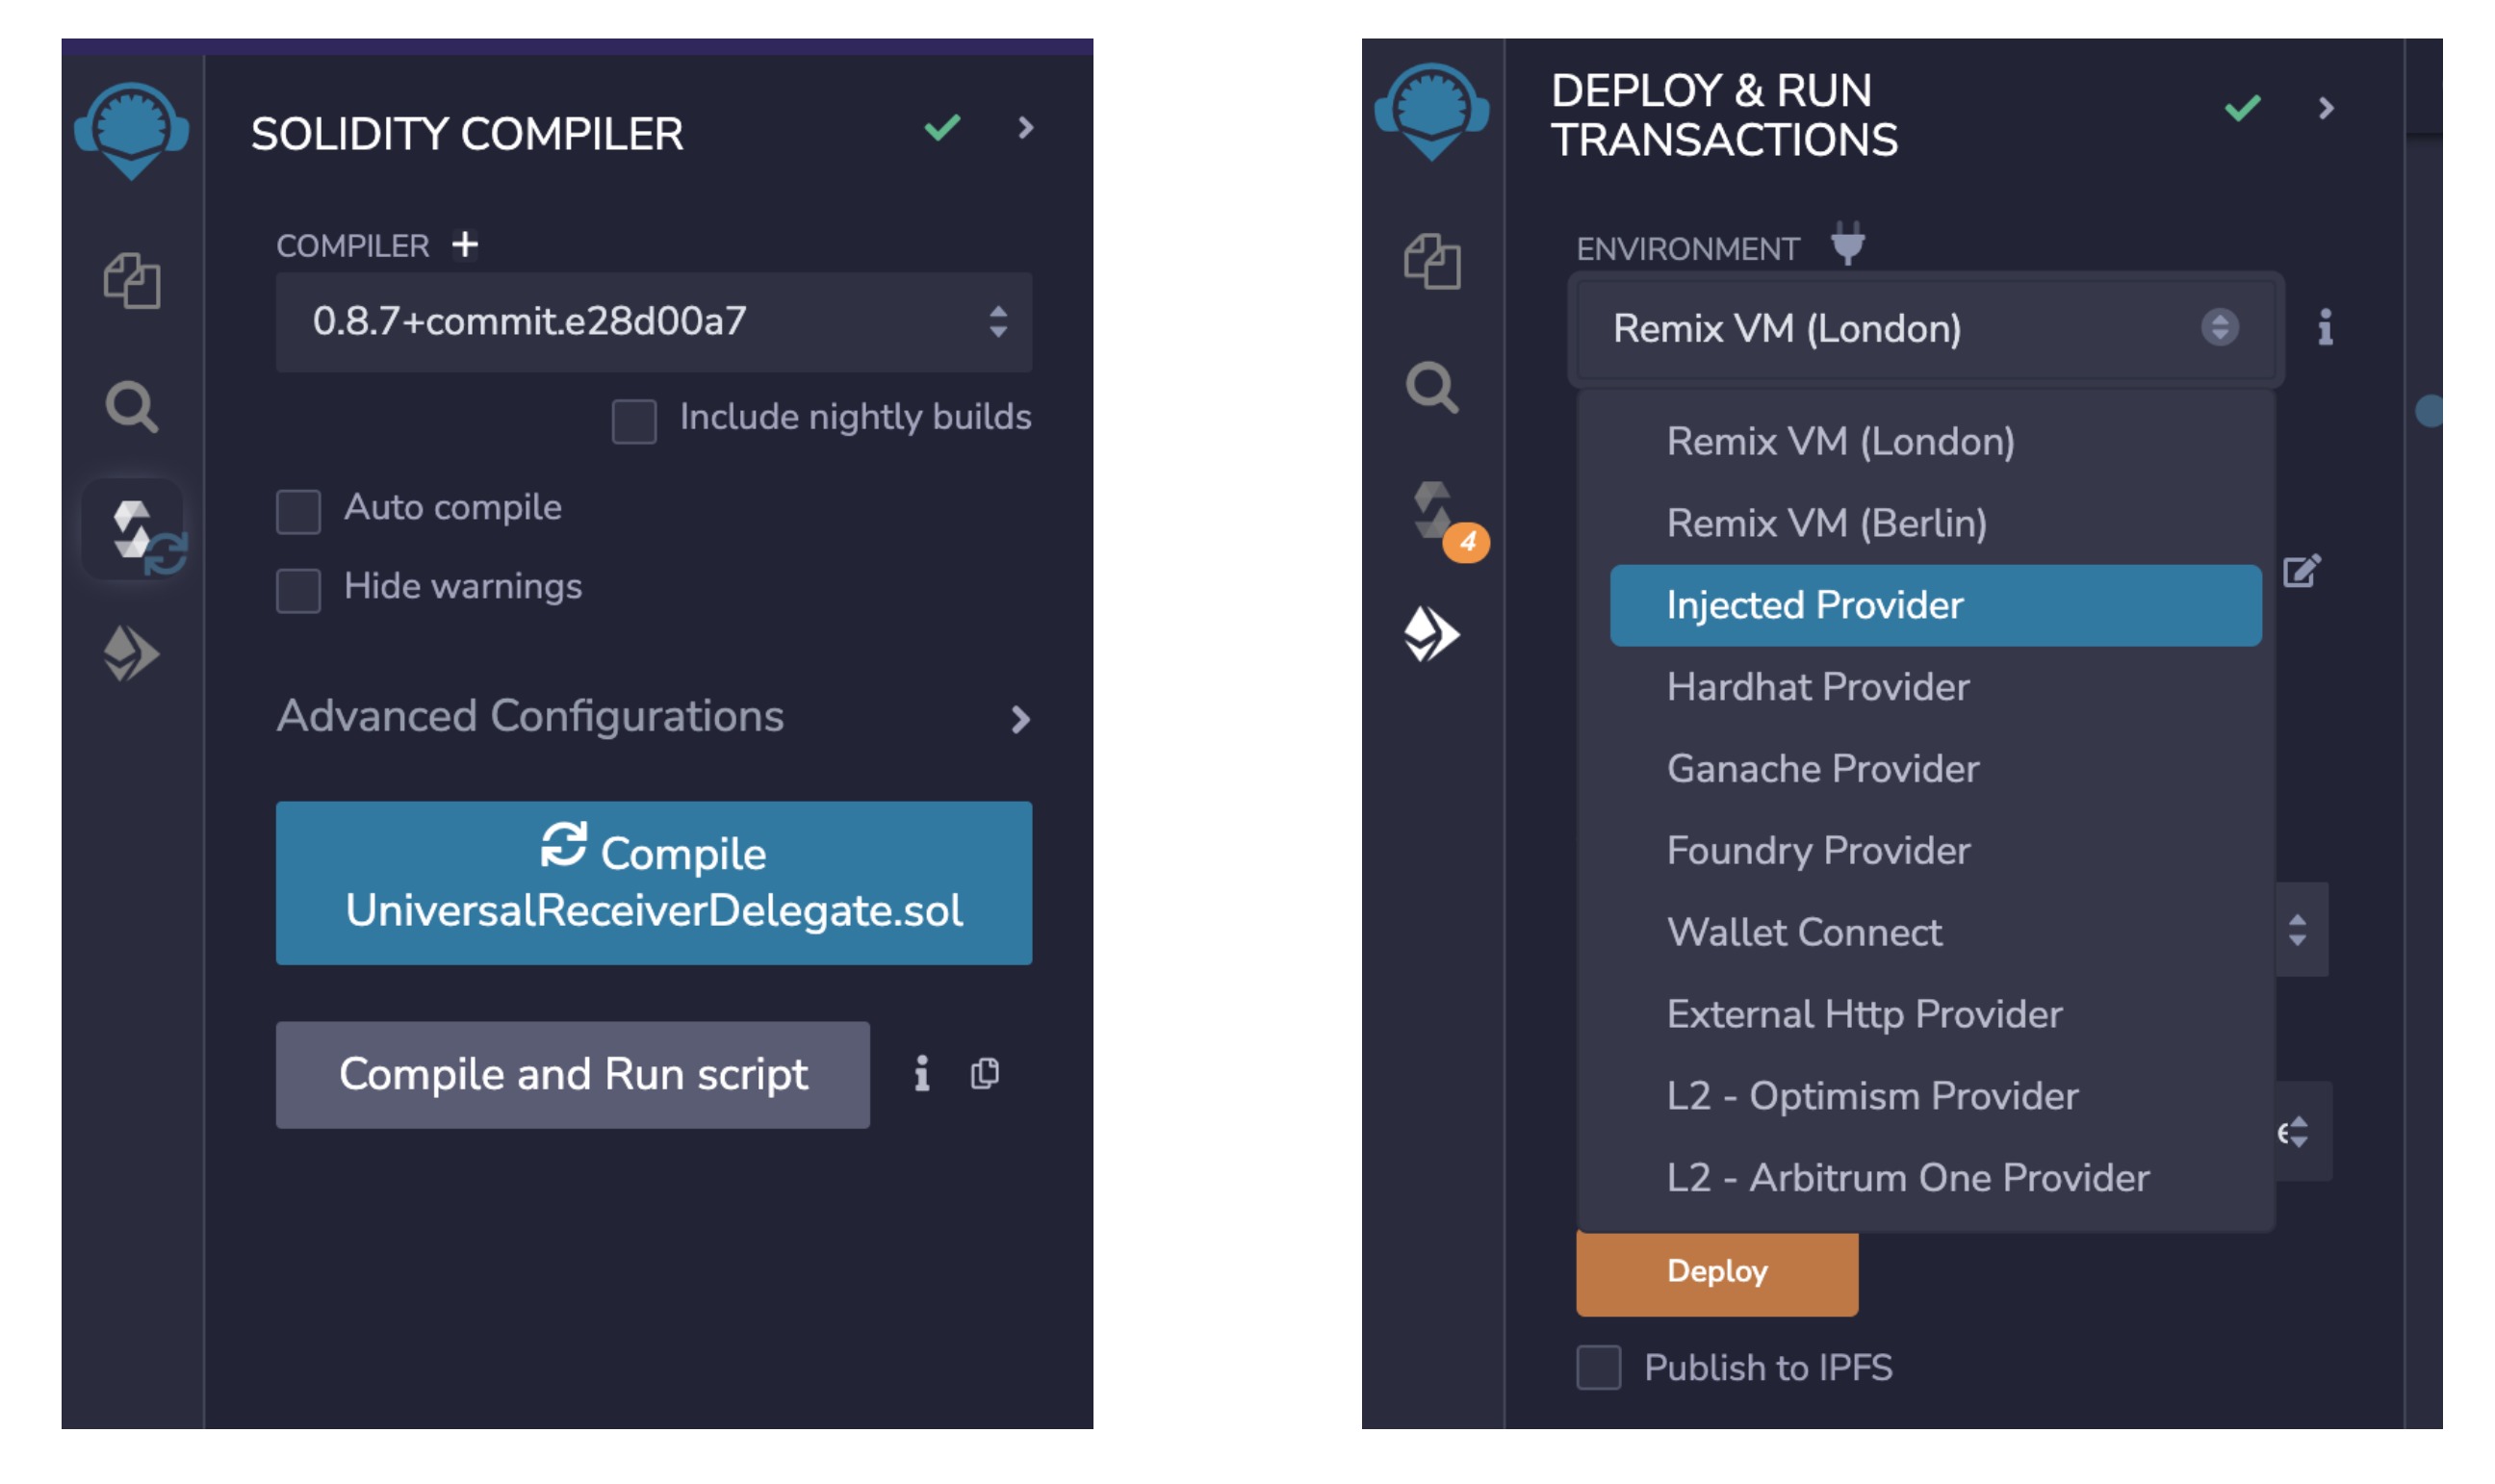 SOLIDITY COMPILER
COMPILER
0.8.7+commit.e28d00a7
Include nightly builds
Auto compile
Hide warnings
Advanced Configurations
Compile
UniversalReceiverDelegate.sol
Compile and Run script
DEPLOY & RUN
TRANSACTIONS
ENVIRONMENT
Remix VM (London)
Remix VM (London)
Remix VM (Berlin)
Injected Provider
Hardhat Provider
Ganache Provider
Foundry Provider
Wallet Connect
External Http Provider
L2 - Optimism Provider
L2 - Arbitrum One Provider
Deploy
Publish to IPFS
4